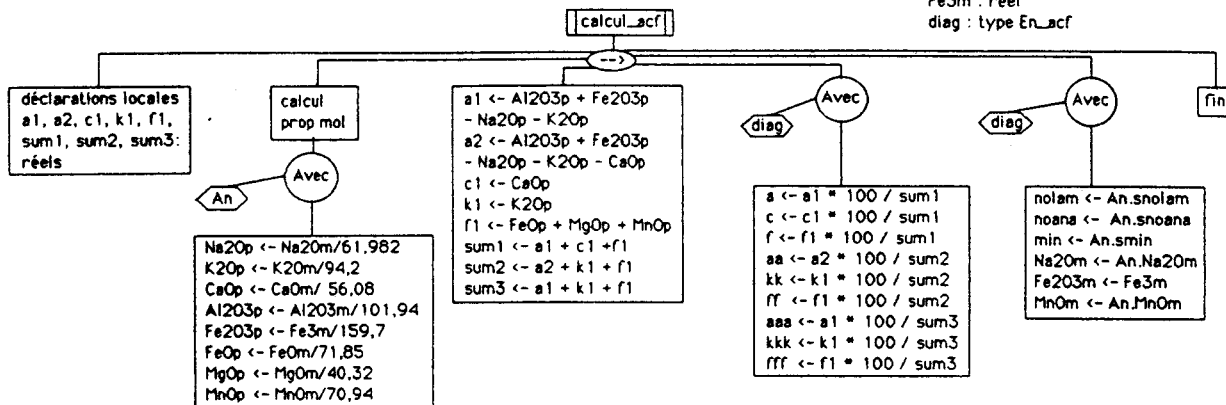 Fe3m : réel
diag : type En_acf
calcul_acf
-->
déclarations locales
a1, a2, c1, k1, f1,
sum1, sum2, sum3:
réels
calcul
prop mol
Avec
An
Na2Op <- Na2Om/61,982
K2Op <- K2Om/94,2
CaOp <- CaOm/ 56,08
Al2O3p <- Al2O3m/101,94
Fe2O3p <- Fe3m/159,7
FeOp <- FeOm/71,85
MgOp <- MgOm/40,32
MnOp <- MnOm/70,94
a1 <- Al2O3p + Fe2O3p
- Na2Op - K2Op
a2 <- Al2O3p + Fe2O3p
- Na2Op - K2Op - CaOp
c1 <- CaOp
k1 <- K2Op
f1 <- FeOp + MgOp + MnOp
sum1 <- a1 + c1 +f1
sum2 <- a2 + k1 + f1
sum3 <- a1 + k1 + f1
Avec
diag
a <- a1 * 100 / sum1
c <- c1 * 100 / sum1
f <- f1 * 100 / sum1
aa <- a2 * 100 / sum2
kk <- k1 * 100 / sum2
ff <- f1 * 100 / sum2
aaa <- a1 * 100 / sum3
kkk <- k1 * 100 / sum3
fff <- f1 * 100 / sum3
Avec
diag
nolam <- An.snolam
noana <- An.snoana
min <- An.smin
Na2Om <- An.Na2Om
Fe2O3m <- Fe3m
MnOm <- An.MnOm
fin